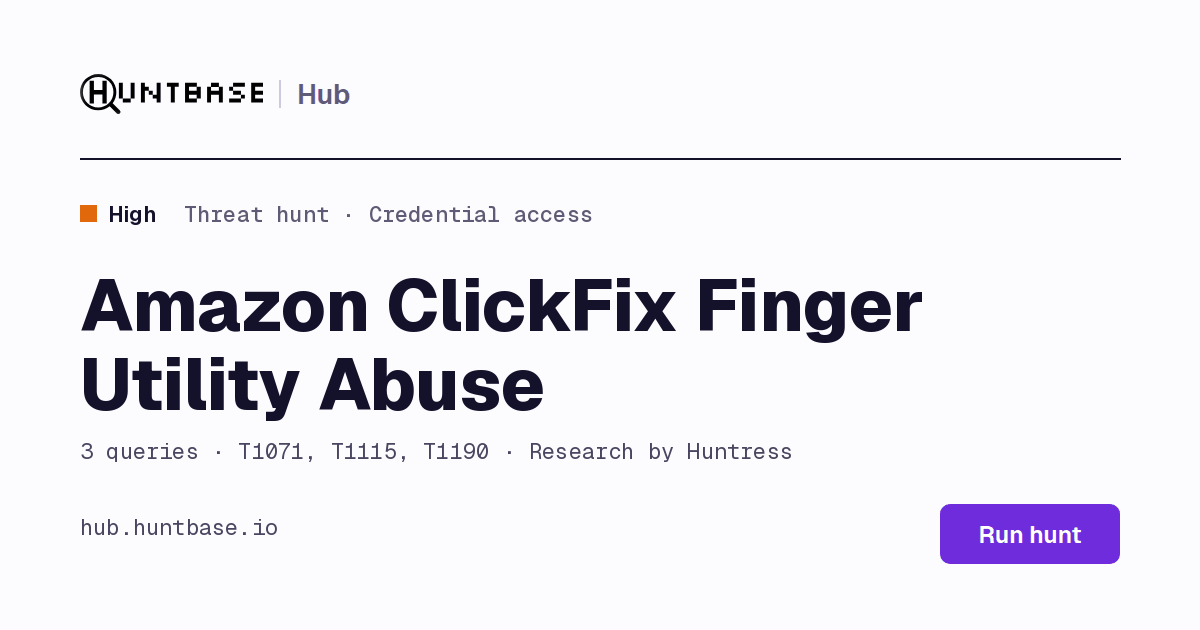 HUNTBASE | Hub
High Threat hunt · Credential access
Amazon ClickFix Finger
Utility Abuse
3 queries · T1071, T1115, T1190 · Research by Huntress
hub.huntbase.io
Run hunt